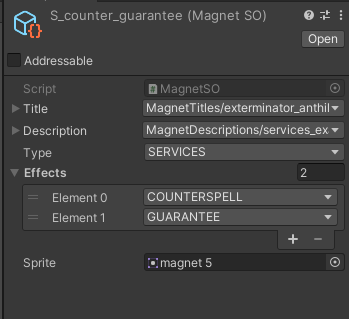 S_counter_guarantee (Magnet SO)
Open
Addressable
Script MagnetSO
Title MagnetTitles/exterminator_anthil
Description MagnetDescriptions/services_ex
Type SERVICES
Effects 2
Element 0 COUNTERSPELL
Element 1 GUARANTEE
Sprite magnet 5